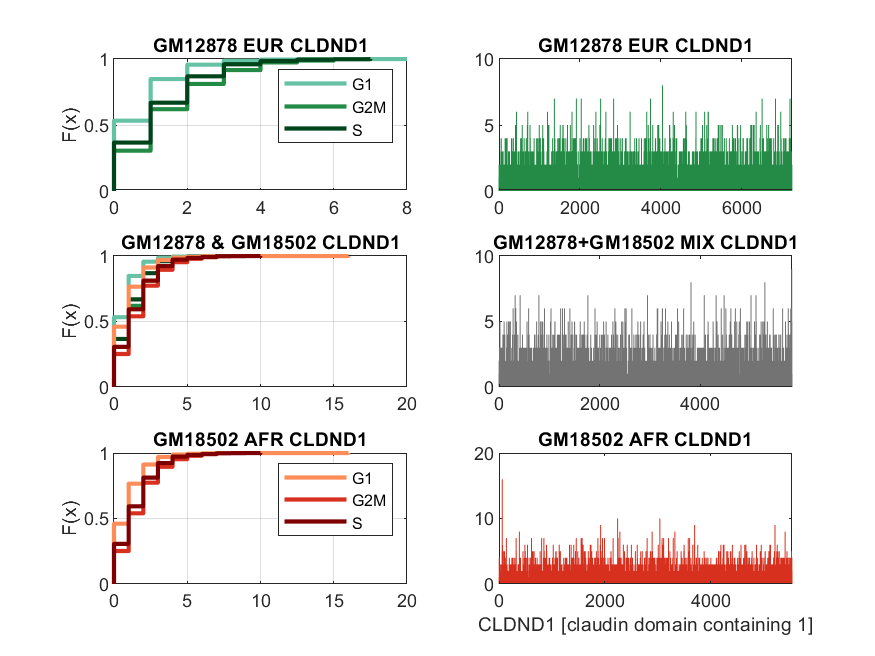 GM12878 EUR CLDND1
F(x)
1
0.5
0
0 2 4 6 8
G1
G2M
S
GM12878 EUR CLDND1
10
5
0
0 2000 4000 6000
GM12878 & GM18502 CLDND1
F(x)
1
0.5
0
0 5 10 15 20
GM12878+GM18502 MIX CLDND1
10
5
0
0 2000 4000
GM18502 AFR CLDND1
F(x)
1
0.5
0
0 5 10 15 20
G1
G2M
S
GM18502 AFR CLDND1
20
10
0
0 2000 4000
CLDND1 [claudin domain containing 1]